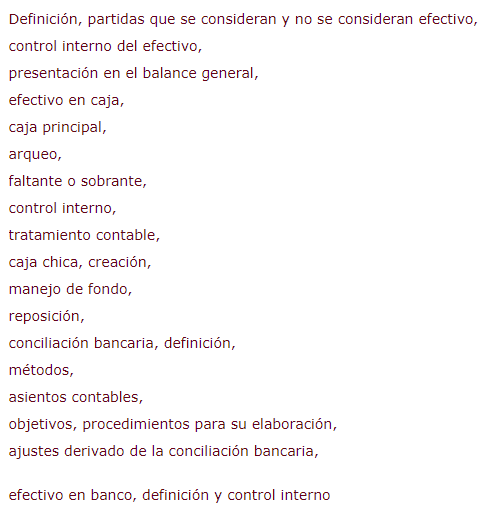 Definición, partidas que se consideran y no se consideran efectivo,
control interno del efectivo,
presentación en el balance general,
efectivo en caja,
caja principal,
arqueo,
faltante o sobrante,
control interno,
tratamiento contable,
caja chica, creación,
manejo de fondo,
reposición,
conciliación bancaria, definición,
métodos,
asientos contables,
objetivos, procedimientos para su elaboración,
ajustes derivado de la conciliación bancaria,
efectivo en banco, definición y control interno